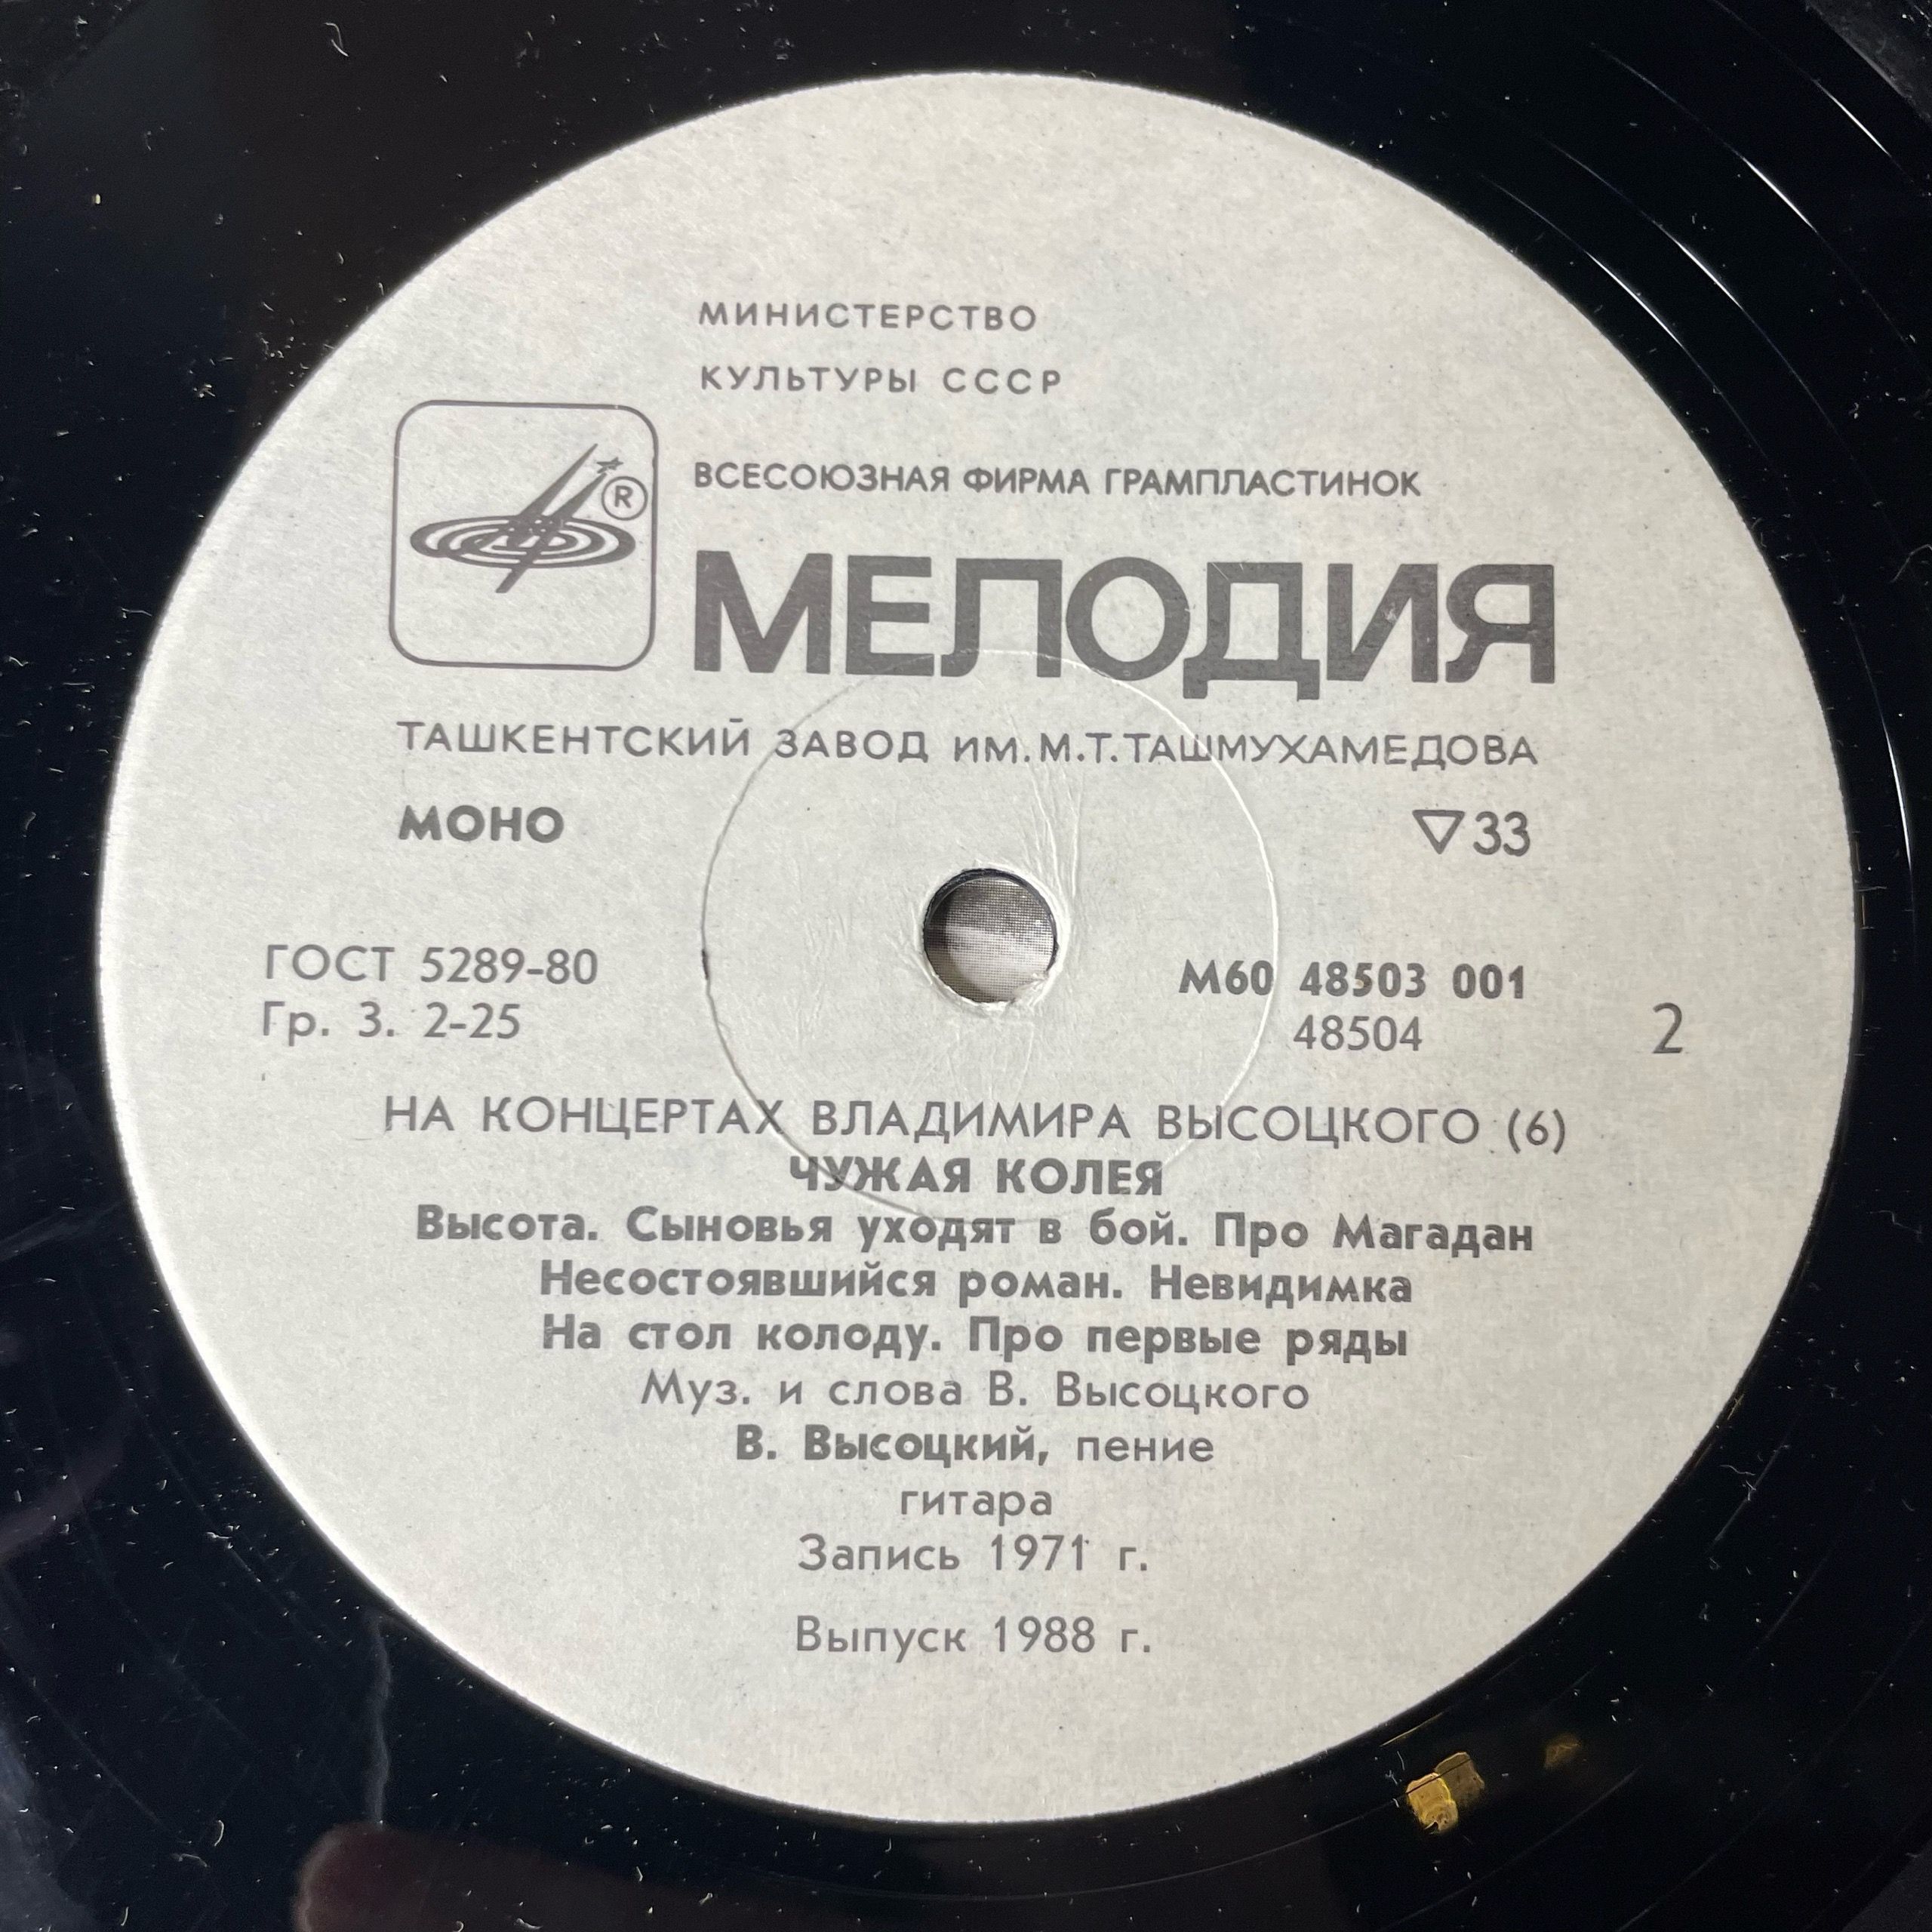 МИНИСТЕРСТВО
КУЛЬТУРЫ СССР
®
ВСЕСОЮЗНАЯ ФИРМА ГРАМПЛАСТИНОК
МЕЛОДИЯ
ТАШКЕНТСКИЙ ЗАВОД ИМ.М.Т.ТАШМУХАМЕДОВА
МОНО ▽33
ГОСТ 5289-80 М60 48503 001
Гр. 3. 2-25 48504 2
НА КОНЦЕРТАХ ВЛАДИМИРА ВЫСОЦКОГО (6)
ЧУЖАЯ КОЛЕЯ
Высота. Сыновья уходят в бой. Про Магадан
Несостоявшийся роман. Невидимка
На стол колоду. Про первые ряды
Муз. и слова В. Высоцкого
В. Высоцкий, пение
гитара
Запись 1971 г.
Выпуск 1988 г.